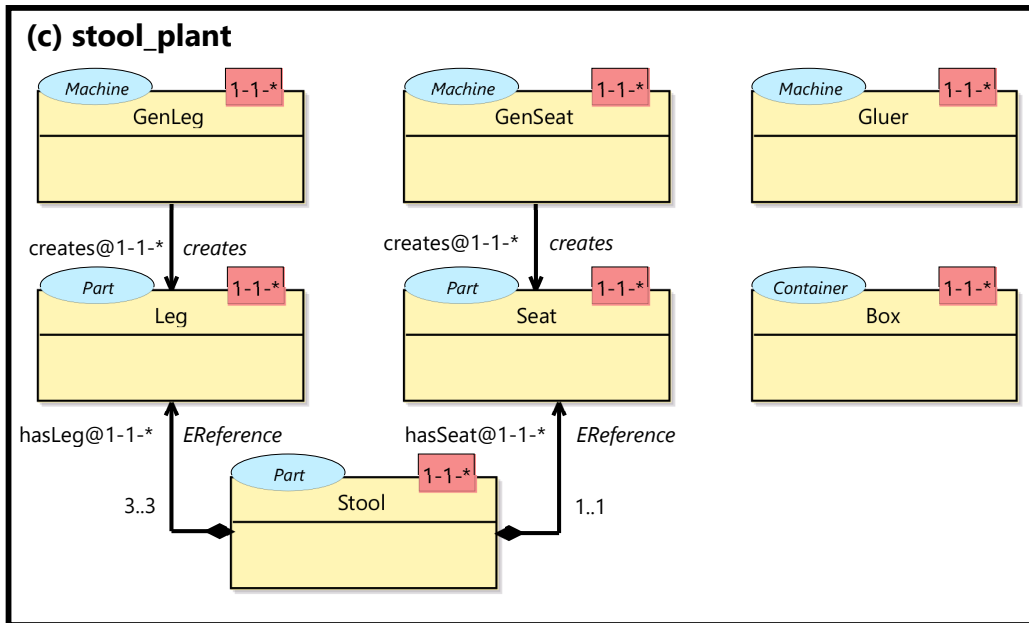 (c) stool_plant
Machine
1-1-*
GenLeg
Machine
1-1-*
GenSeat
Machine
1-1-*
Gluer
creates@1-1-*
creates
creates@1-1-*
creates
Part
1-1-*
Leg
Part
1-1-*
Seat
Container
1-1-*
Box
hasLeg@1-1-*
EReference
hasSeat@1-1-*
EReference
Part
1-1-*
Stool
3..3
1..1